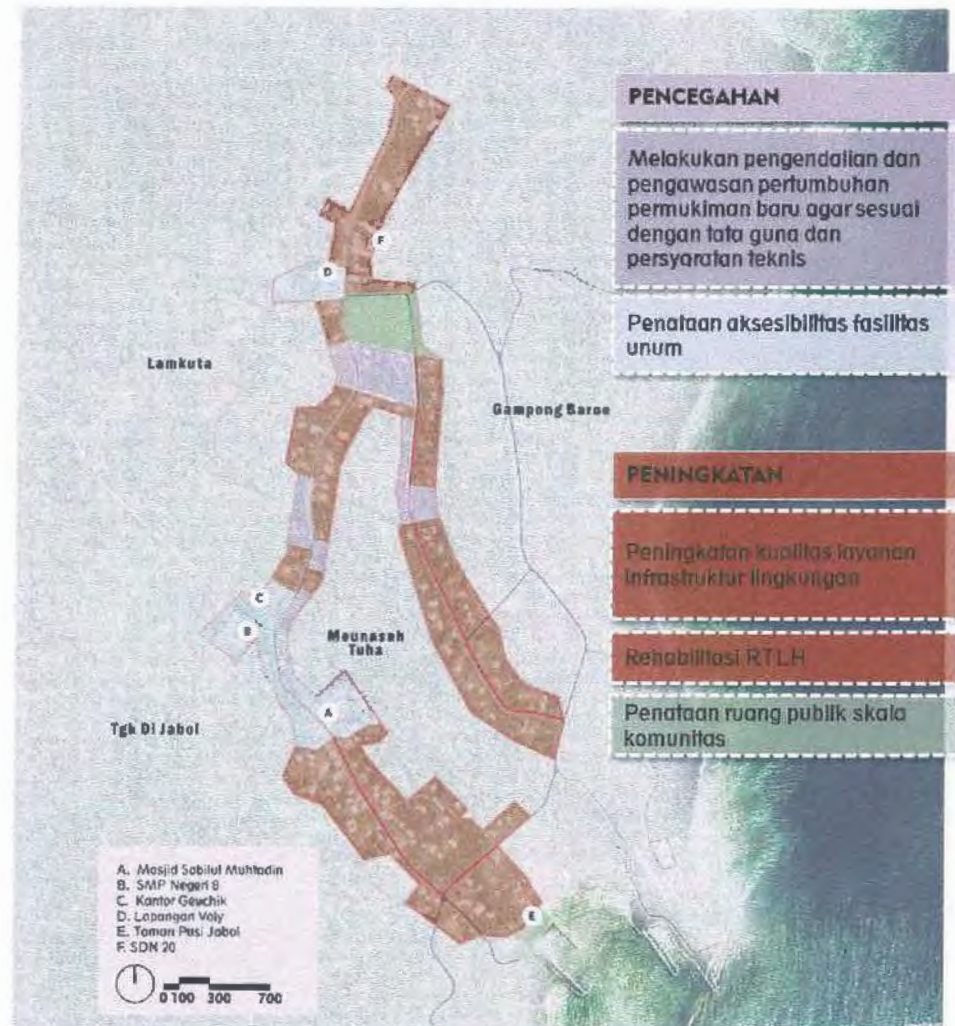 PENCEGAHAN
Melakukan pengendalian dan
pengawasan pertumbuhan
permukiman baru agar sesuai
dengan tata guna dan
persyaratan teknis
Penataan aksesibilitas fasilitas
unum
PENINGKATAN
Peningkatan kualitas layanan
infrastruktur lingkungan
Rehabilitasi RTLH
Penataan ruang publik skala
komunitas
F
D
Lamkuta
Gampong Baroe
C
B
Meunasah
Tuha
A
Tgk Di Jabol
E
A. Masjid Sabilul Muhtadin
B. SMP Negeri 8
C. Kantor Geuchik
D. Lapangan Voly
E. Taman Pasi Jabol
F. SDN 20
0 100 300 700